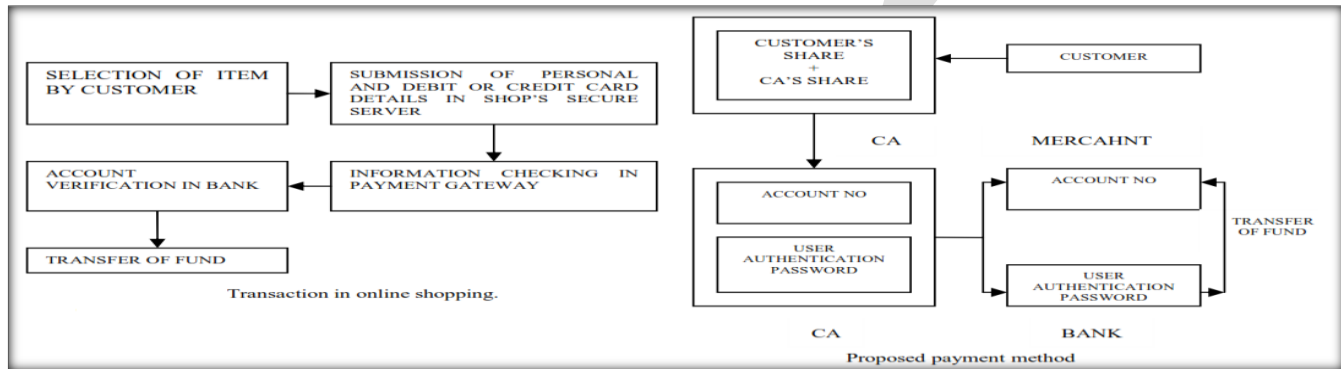 SELECTION OF ITEM
BY CUSTOMER
SUBMISSION OF PERSONAL
AND DEBIT OR CREDIT CARD
DETAILS IN SHOP'S SECURE
SERVER
ACCOUNT
VERIFICATION IN BANK
INFORMATION CHECKING IN
PAYMENT GATEWAY
TRANSFER OF FUND
Transaction in online shopping.
CUSTOMER'S
SHARE
+
CA'S SHARE
CUSTOMER
CA
MERCAHNT
ACCOUNT NO
USER
AUTHENTICATION
PASSWORD
ACCOUNT NO
TRANSFER
OF FUND
USER
AUTHENTICATION
PASSWORD
CA
BANK
Proposed payment method